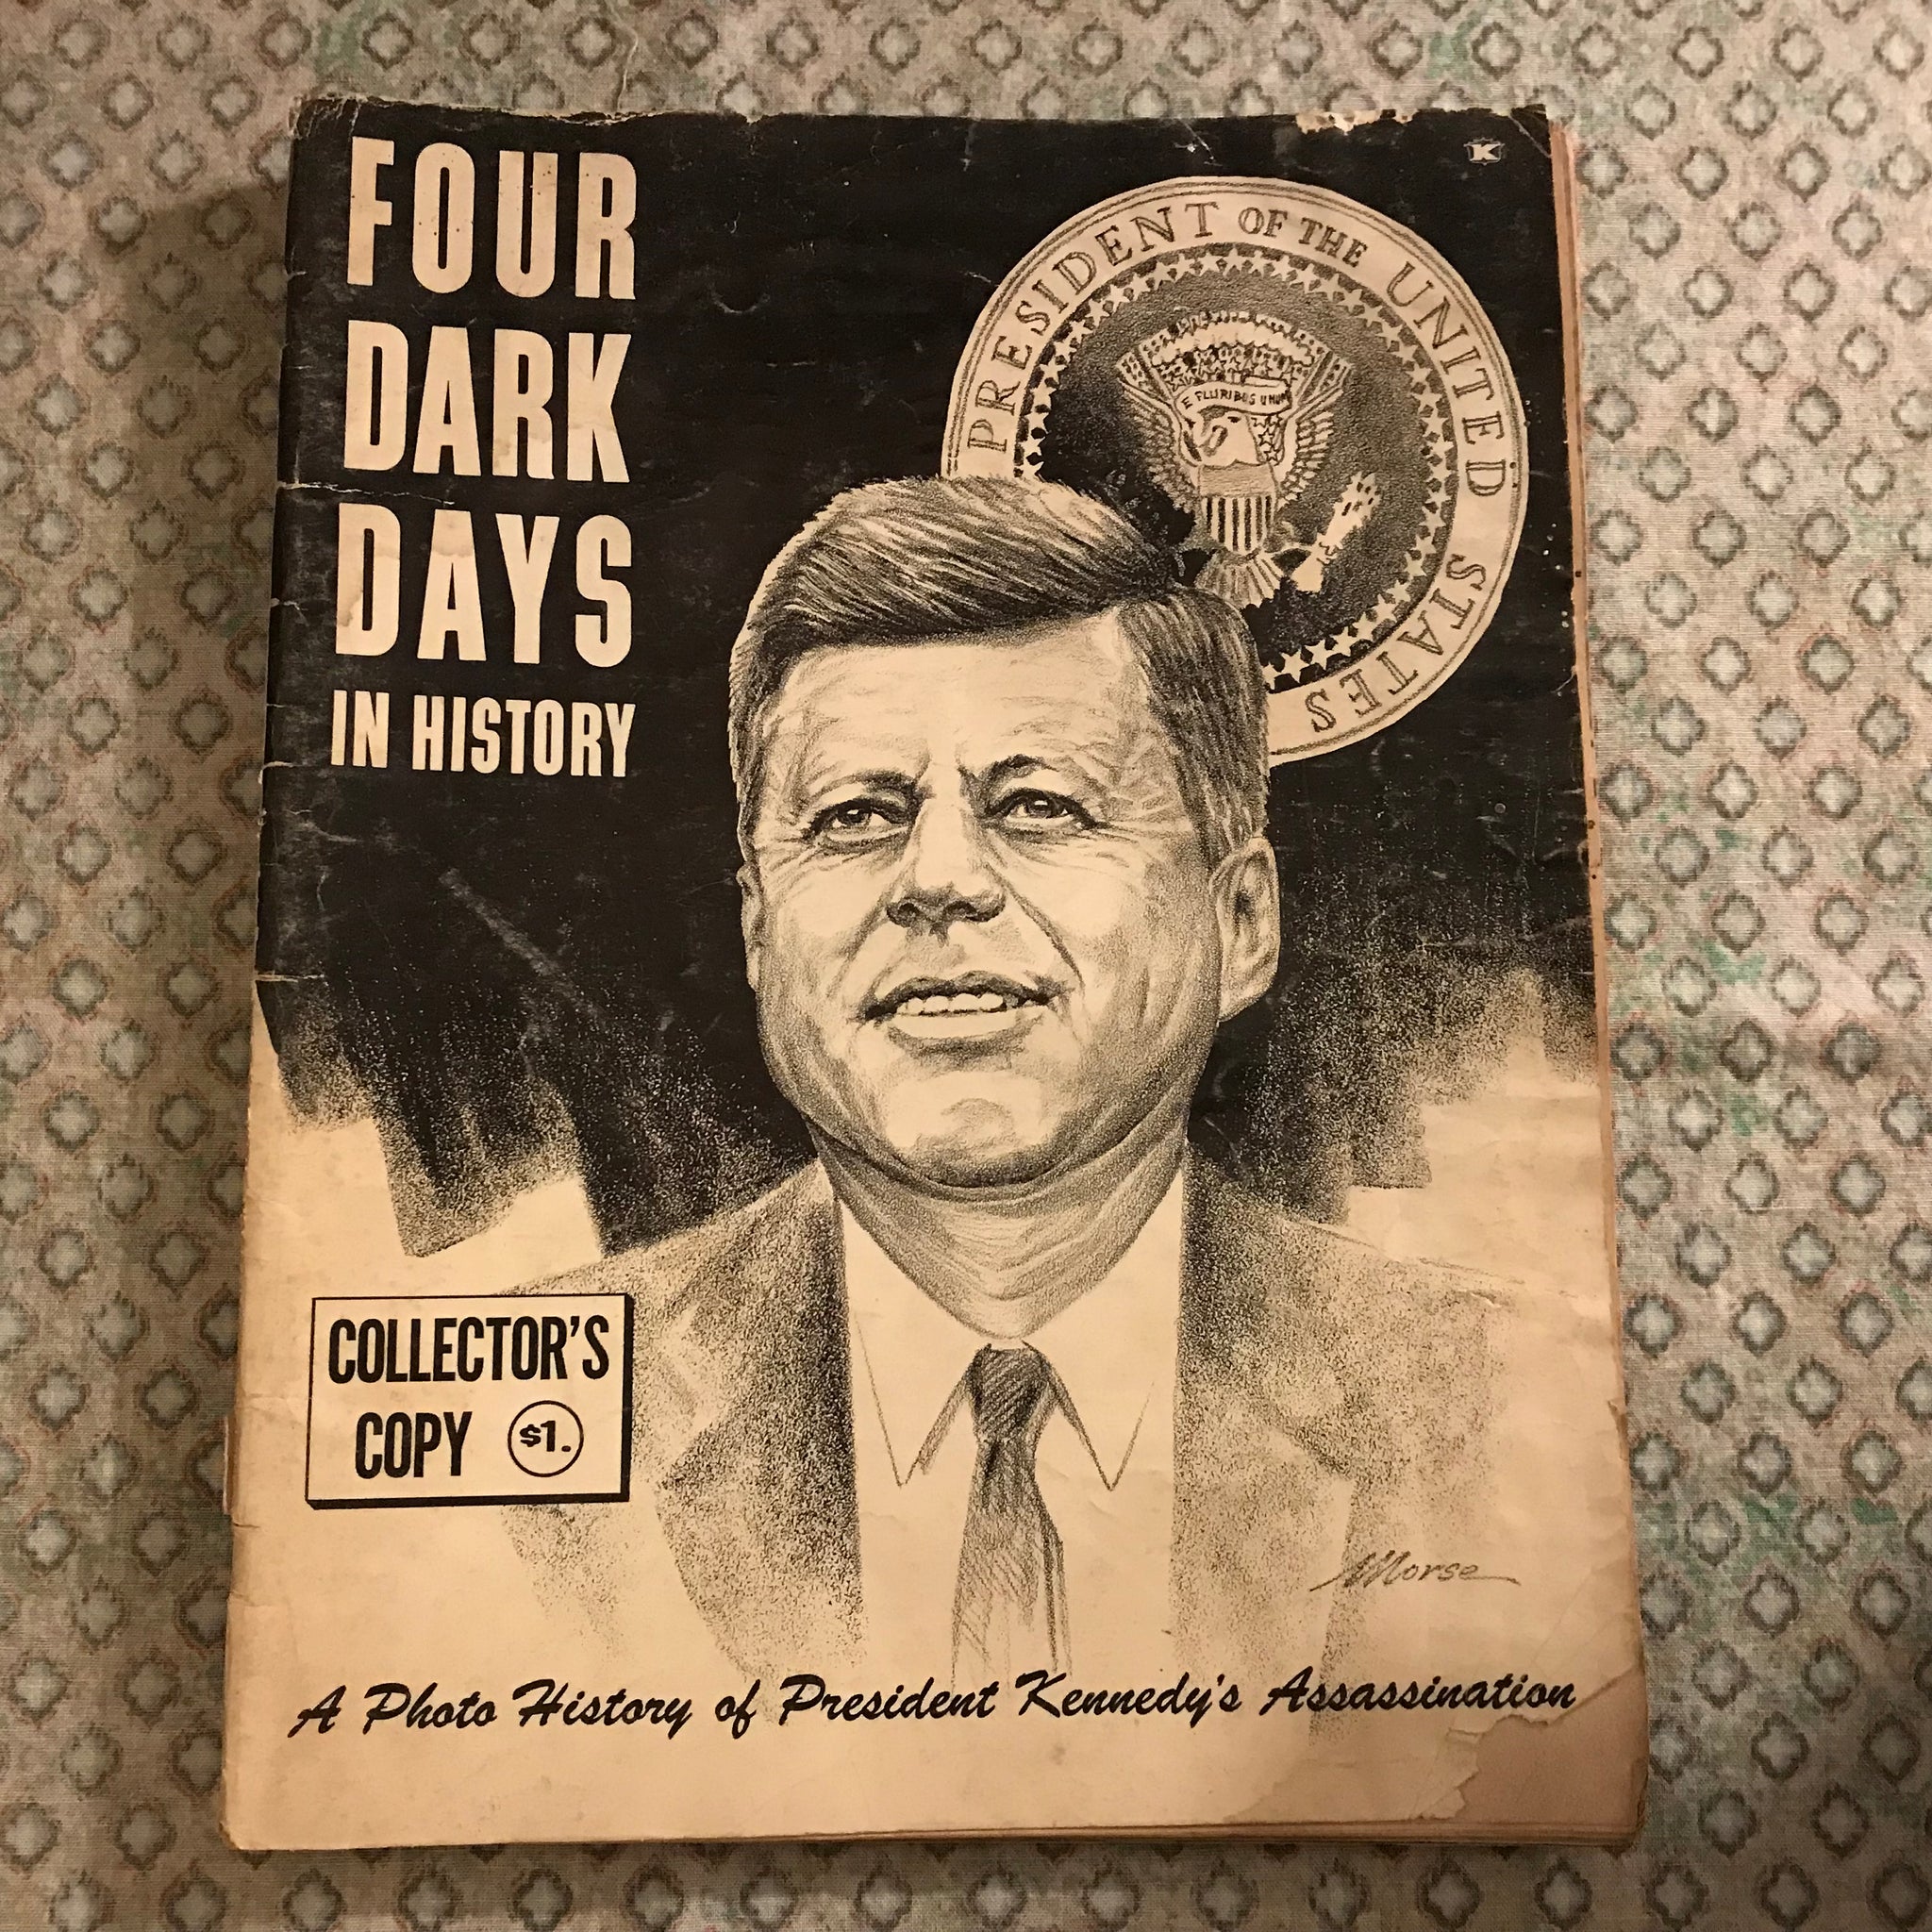 FOUR
DARK
DAYS
IN HISTORY
K
PRESIDENT OF THE UNITED STATES
E PLURIBUS UNUM
COLLECTOR'S
COPY $1.
Morse
A Photo History of President Kennedy's Assassination